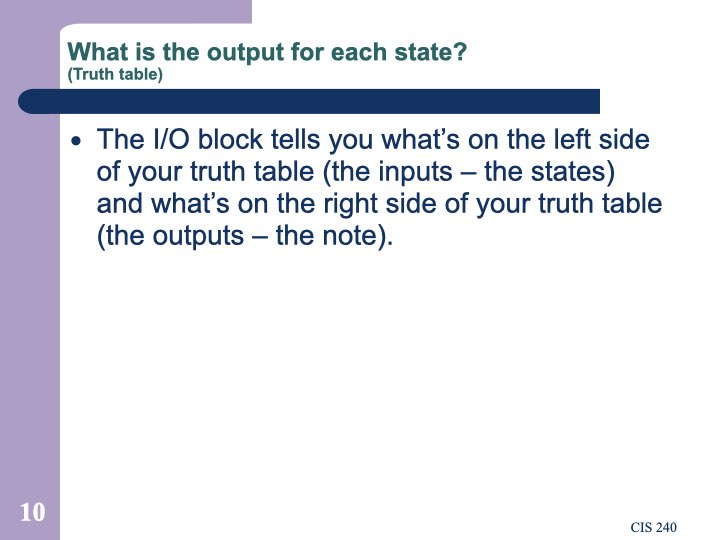 What is the output for each state?
(Truth table)
• The I/O block tells you what’s on the left side
of your truth table (the inputs – the states)
and what’s on the right side of your truth table
(the outputs – the note).
10
CIS 240